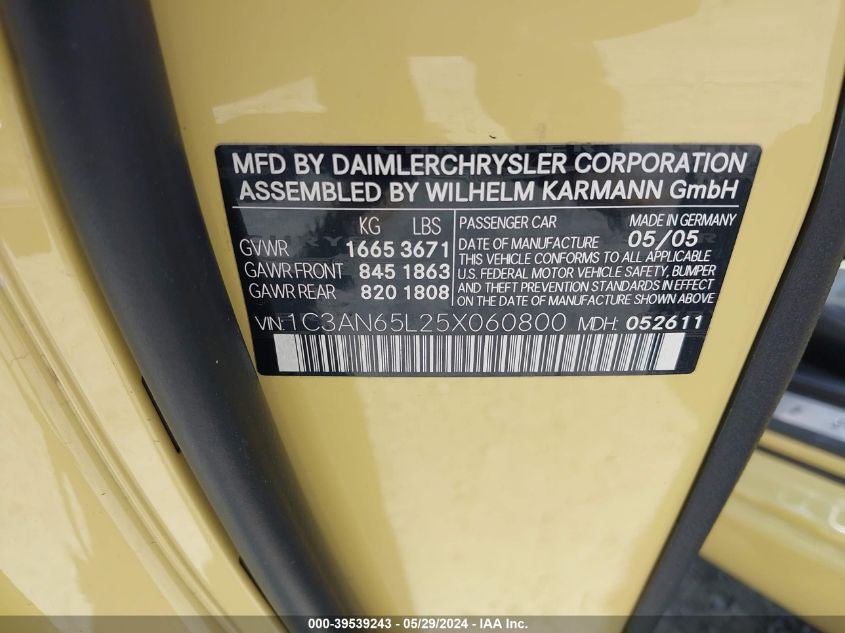 MFD BY DAIMLERCHRYSLER CORPORATION
ASSEMBLED BY WILHELM KARMANN GmbH
KG LBS
GVWR 1665 3671
GAWR FRONT 845 1863
GAWR REAR 820 1808
PASSENGER CAR MADE IN GERMANY
DATE OF MANUFACTURE 05/05
THIS VEHICLE CONFORMS TO ALL APPLICABLE
U.S. FEDERAL MOTOR VEHICLE SAFETY, BUMPER
AND THEFT PREVENTION STANDARDS IN EFFECT
ON THE DATE OF MANUFACTURE SHOWN ABOVE
VIN:1C3AN65L25X060800 MDH: 052611
000-39539243 - 05/29/2024 - IAA Inc.